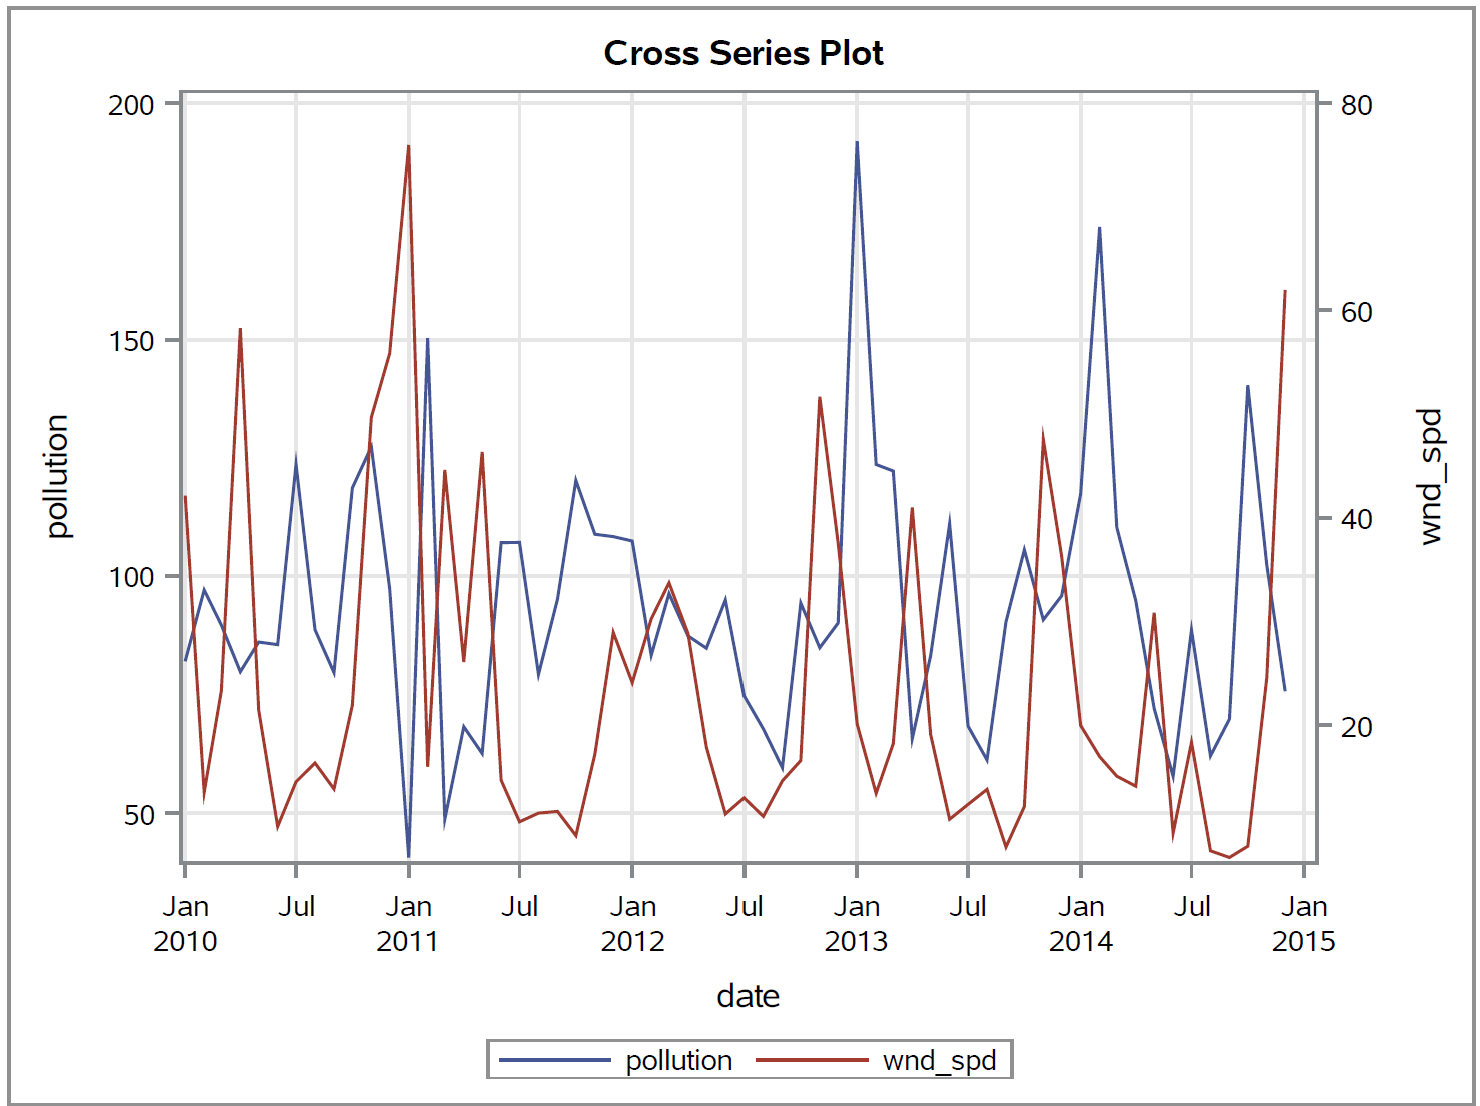 Cross Series Plot
200
150
100
50
pollution
80
60
40
20
wnd_spd
Jan Jul Jan Jul Jan Jul Jan Jul Jan Jul Jan
2010 2011 2012 2013 2014 2015
date
pollution wnd_spd